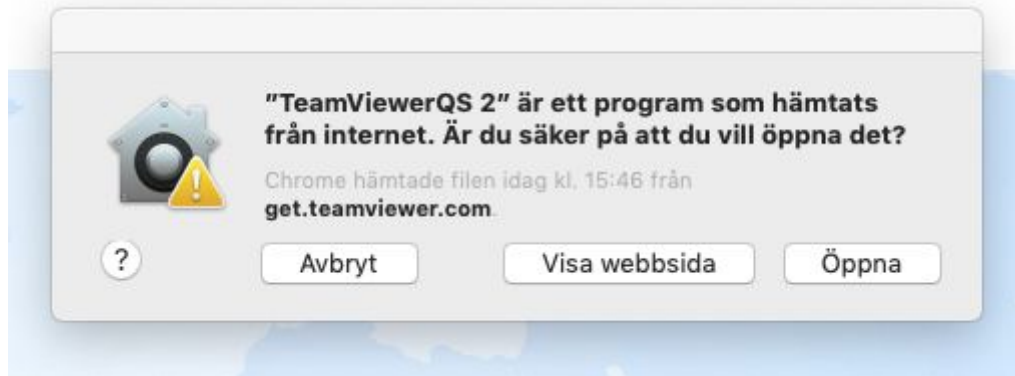 ”TeamViewerQS 2” är ett program som hämtats
från internet. Är du säker på att du vill öppna det?
Chrome hämtade filen idag kl. 15:46 från
get.teamviewer.com.
?
Avbryt
Visa webbsida
Öppna